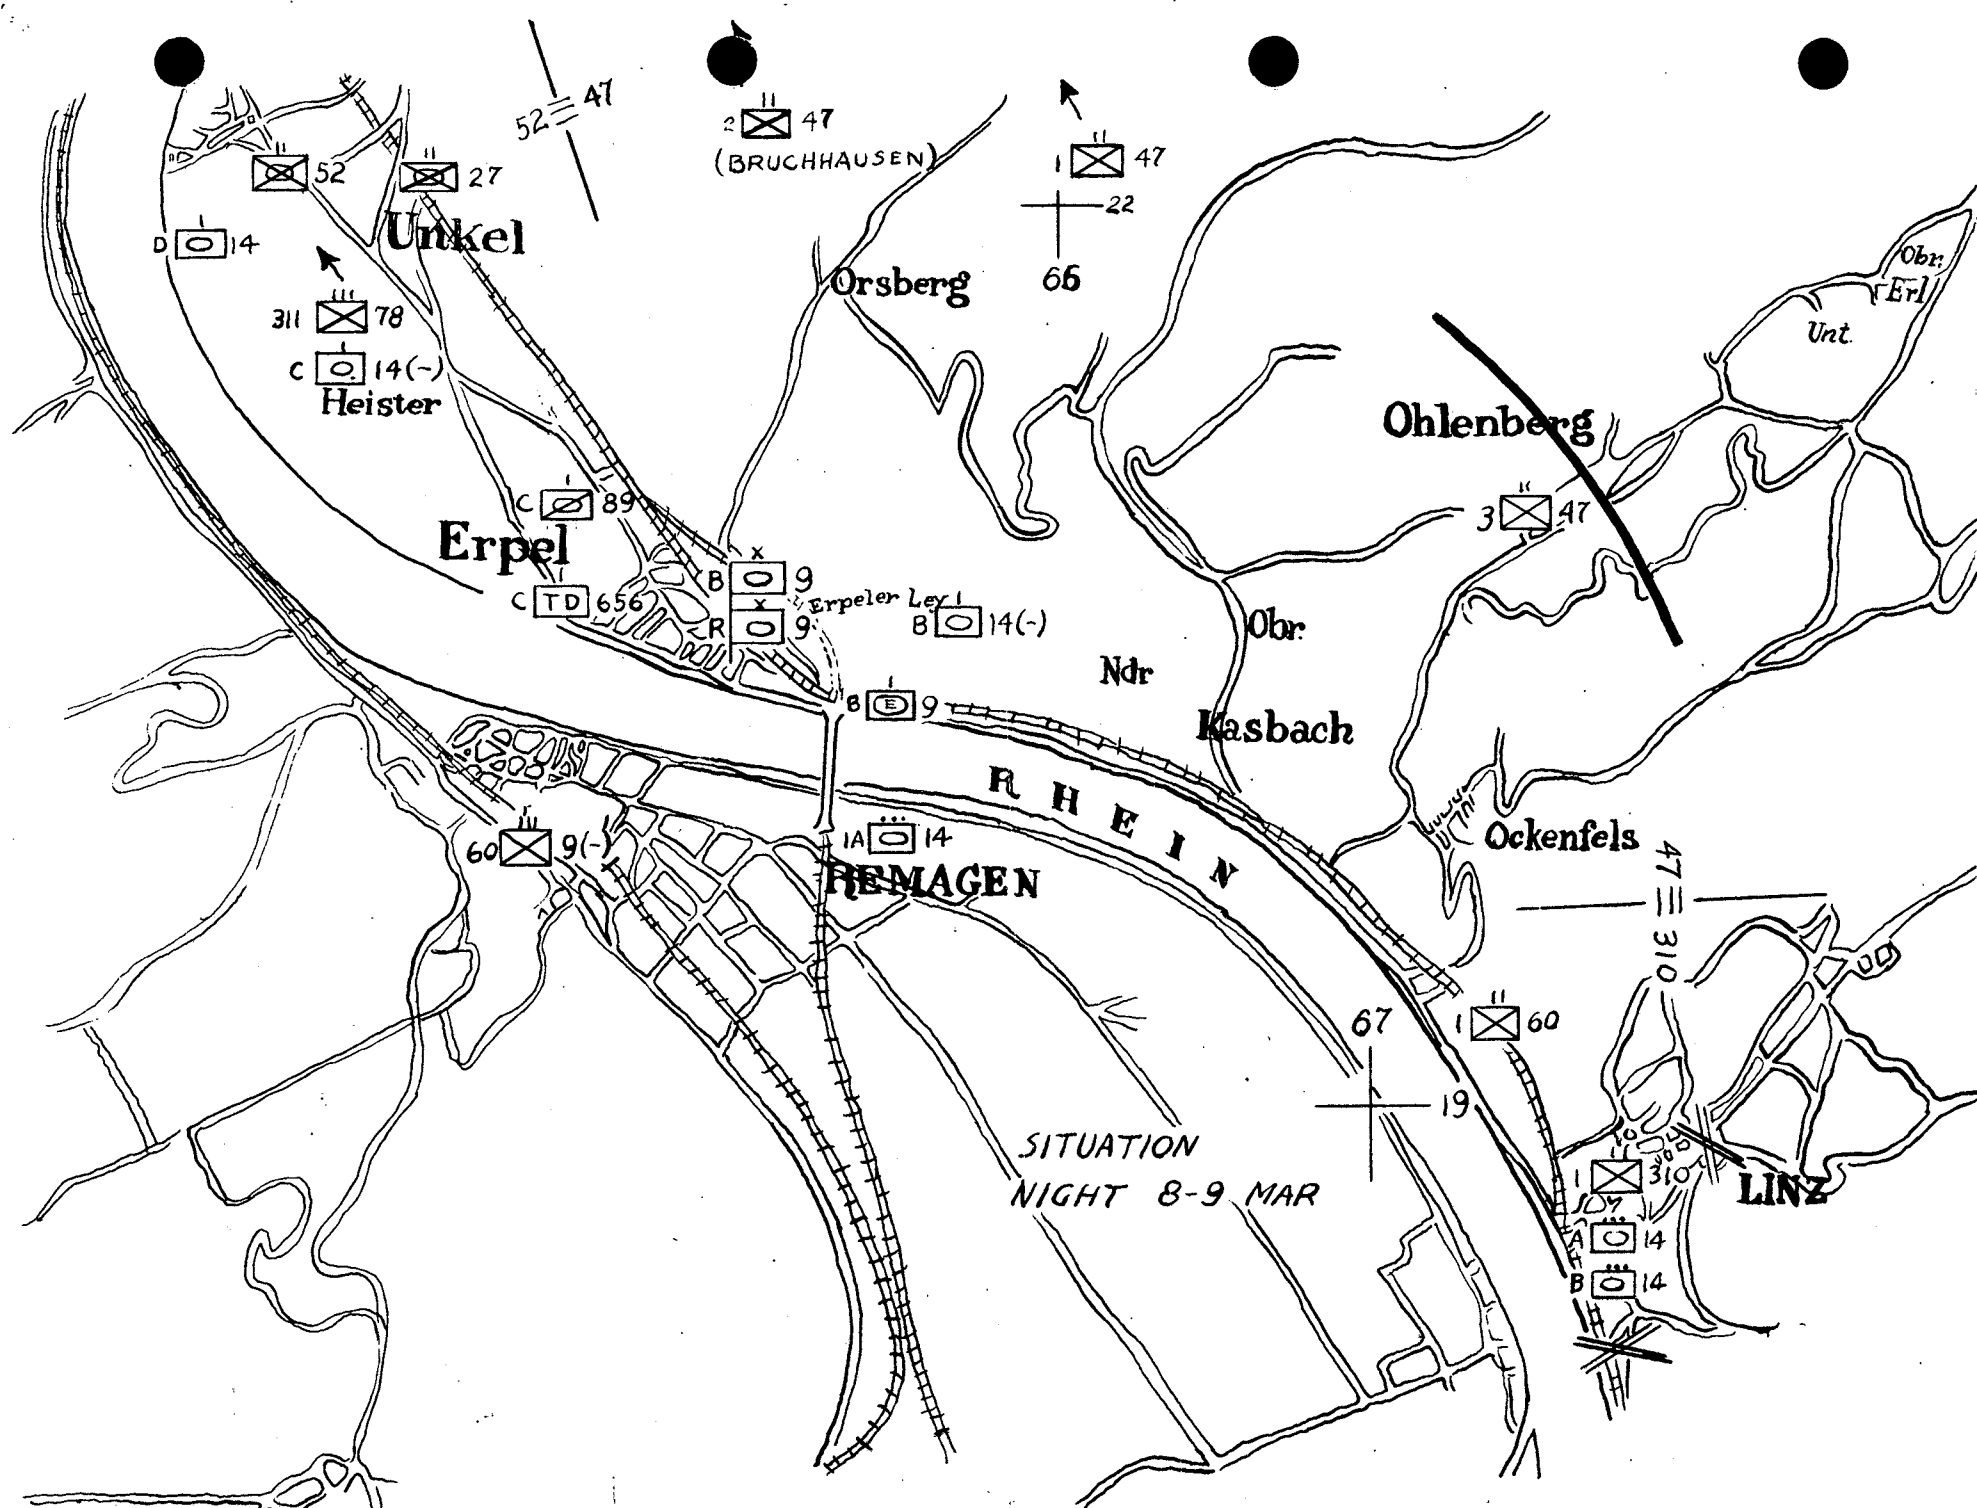 52 = 47
2 47
(BRUCHHAUSEN)
1 47
22
66
52
27
D 14
Unkel
Orsberg
Obr.
Erl
Unt.
311 78
C 14(-)
Heister
Ohlenberg
C 89
3 47
Erpel
B 9
C TD 656
Erpeler Ley
R 9
B 14(-)
Obr.
Ndr
B E 9
Kasbach
RHEIN
60 9(-)
1A 14
REMAGEN
Ockenfels
47 ≡ 310
67
19
1 60
SITUATION
NIGHT 8-9 MAR
1 310
LINZ
A 14
B 14